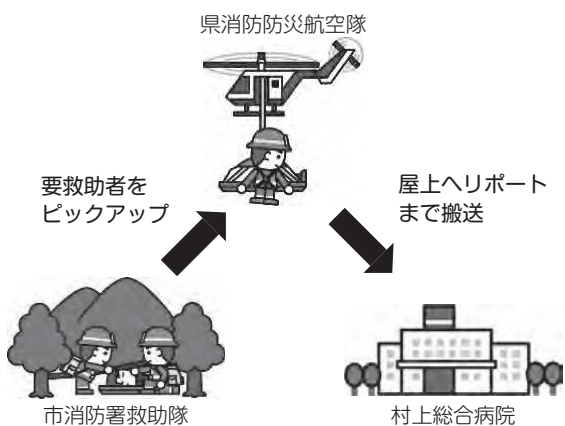 県消防防災航空隊
要救助者を
ピックアップ
屋上ヘリポート
まで搬送
市消防署救助隊
村上総合病院